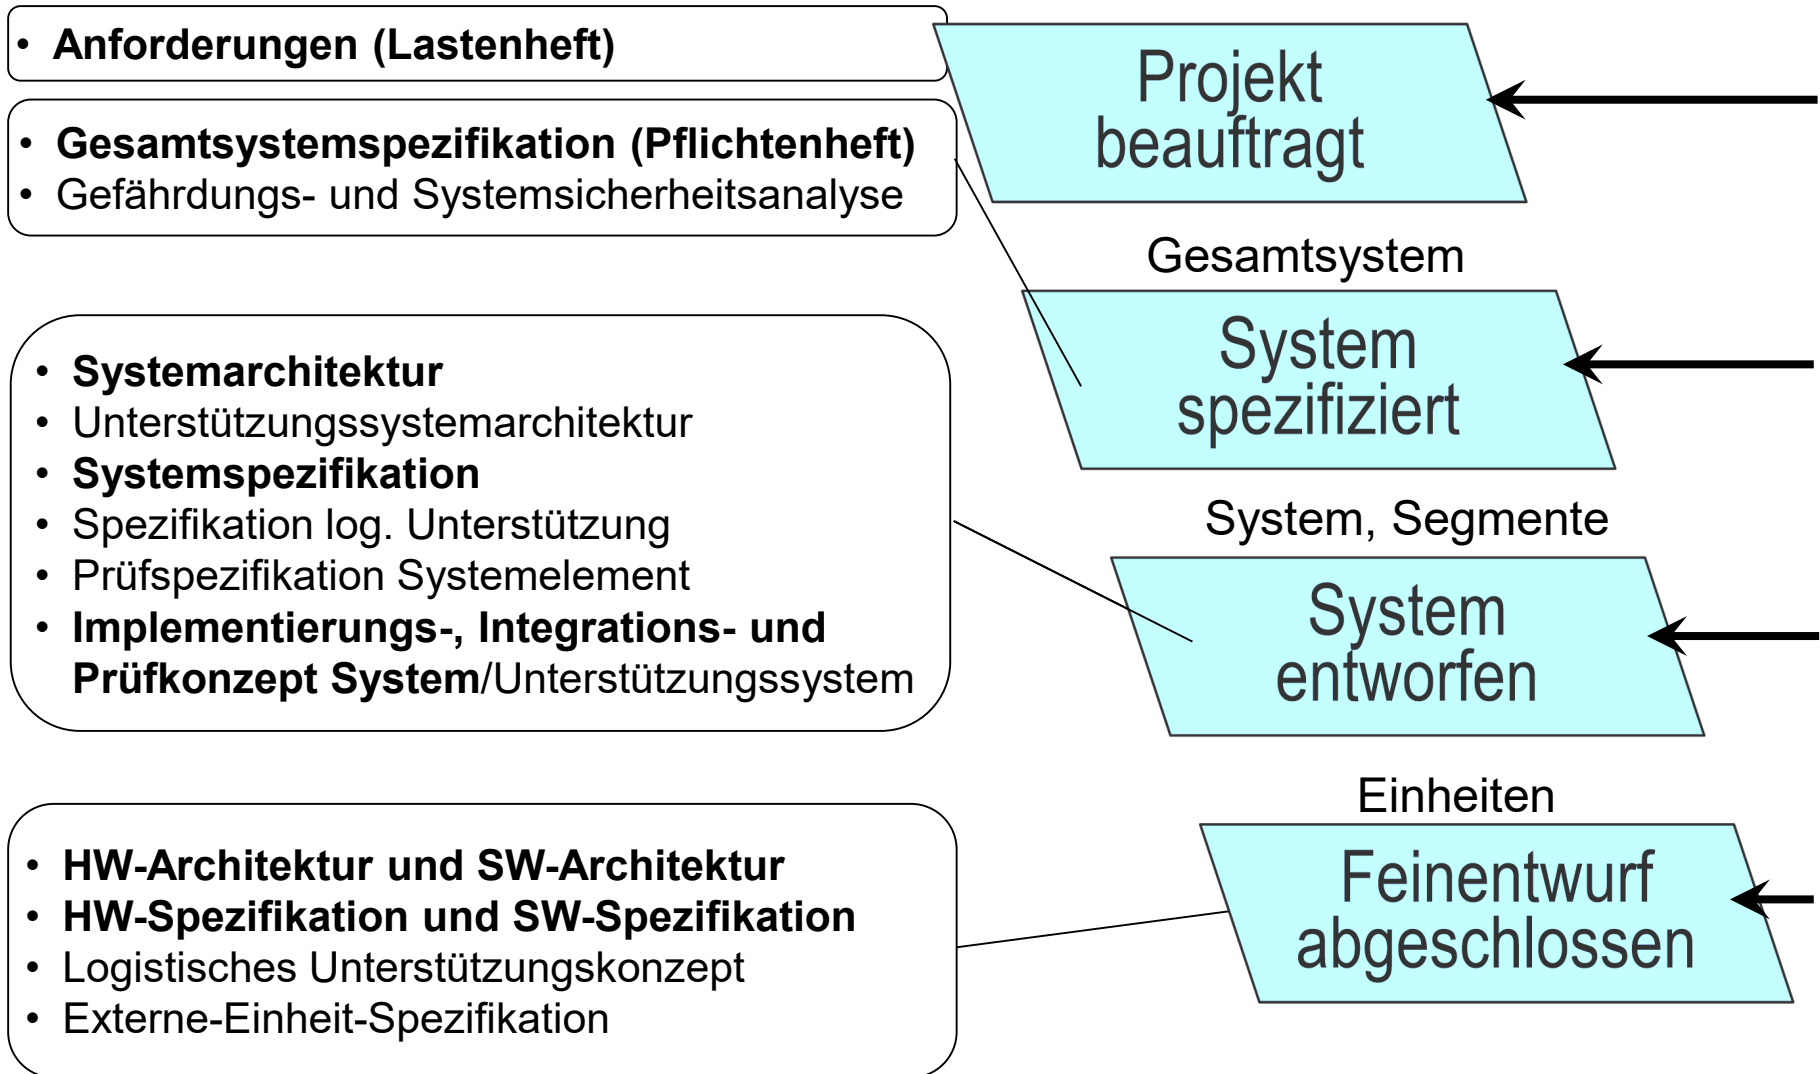 • Anforderungen (Lastenheft)
Projekt
beauftragt
• Gesamtsystemspezifikation (Pflichtenheft)
• Gefährdungs- und Systemsicherheitsanalyse
Gesamtsystem
System
spezifiziert
• Systemarchitektur
• Unterstützungssystemarchitektur
• Systemspezifikation
• Spezifikation log. Unterstützung
• Prüfspezifikation Systemelement
• Implementierungs-, Integrations- und
Prüfkonzept System/Unterstützungssystem
System, Segmente
System
entworfen
Einheiten
Feinentwurf
abgeschlossen
• HW-Architektur und SW-Architektur
• HW-Spezifikation und SW-Spezifikation
• Logistisches Unterstützungskonzept
• Externe-Einheit-Spezifikation